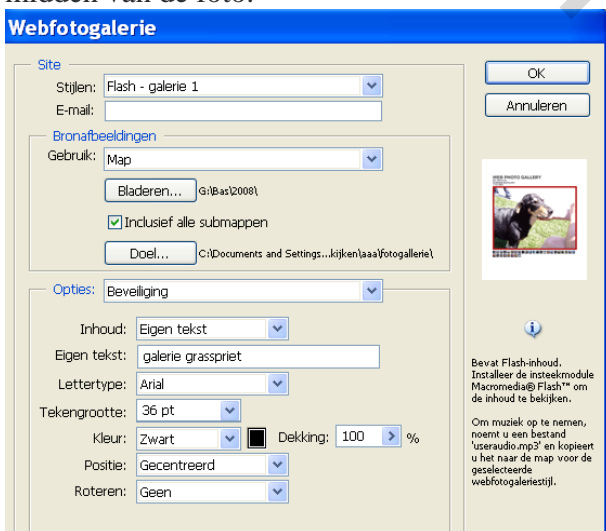 Webfotogalerie
Site
Stijlen: Flash - galerie 1
E-mail:
Bronafbeeldingen
Gebruik: Map
Bladeren... G:\Bas\2008\
Inclusief alle submappen
Doel... C:\Documents and Settings...kijken\aaa\fotogallerie\
Opties: Beveiliging
Inhoud: Eigen tekst
Eigen tekst: galerie grasspriet
Lettertype: Arial
Tekengrootte: 36 pt
Kleur: Zwart Dekking: 100 %
Positie: Gecentreerd
Roteren: Geen
OK
Annuleren
WEB PHOTO GALLERY
Bevat Flash-inhoud.
Installeer de insteekmodule
Macromedia® Flash™ om
de inhoud te bekijken.
Om muziek op te nemen,
noemt u een bestand
'useraudio.mp3' en kopieert
u het naar de map voor de
geselecteerde
webfotogaleriestijl.